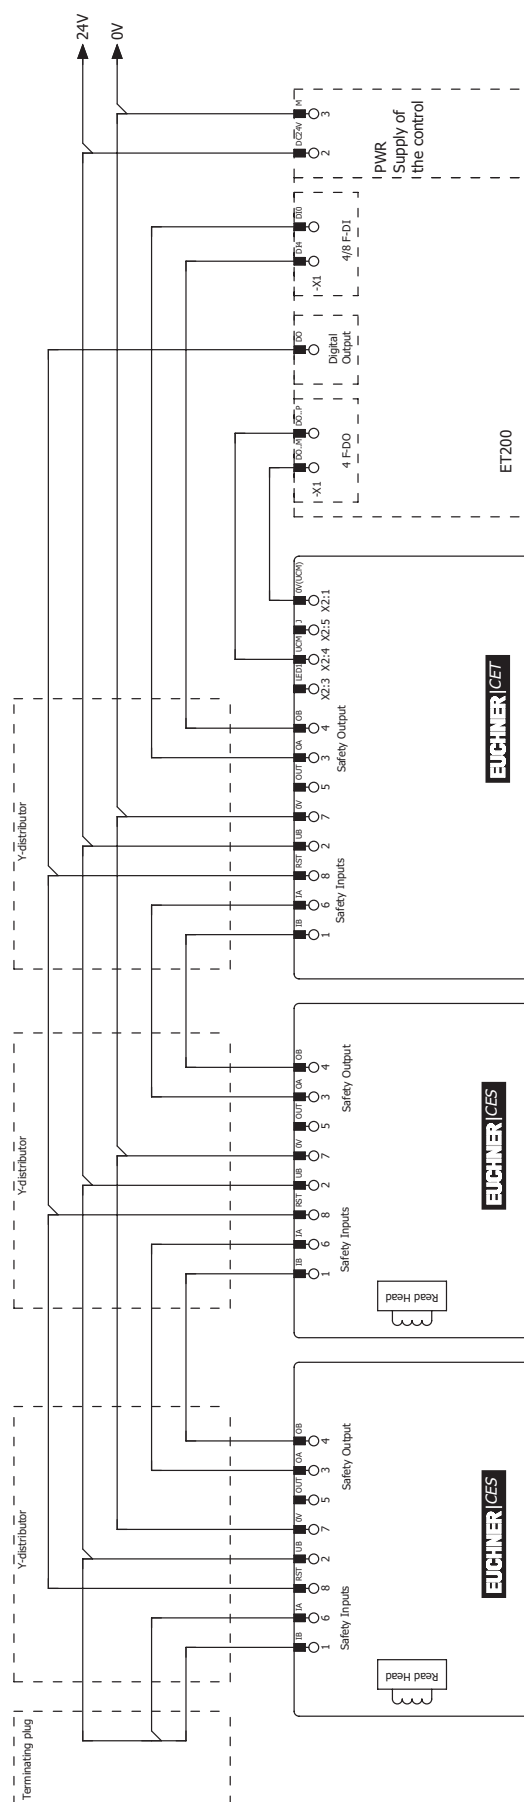 Terminating plug
Y-distributor
Y-distributor
Y-distributor
24V
0V
IB IA RST UB 0V OUT OA OB
1 6 8 2 7 5 3 4
Safety Inputs
Safety Output
Read Head
EUCHNER|CES
IB IA RST UB 0V OUT OA OB
1 6 8 2 7 5 3 4
Safety Inputs
Safety Output
Read Head
EUCHNER|CES
IB IA RST UB 0V OUT OA OB LED1 UCM J 0V(UCM)
1 6 8 2 7 5 3 4 X2:3 X2:4 X2:5 X2:1
Safety Inputs
Safety Output
EUCHNER|CET
DO..M DO..P
-X1
4 F-DO
DO
Digital
Output
DI4 DI0
-X1
4/8 F-DI
DC24V M
2 3
PWR
Supply of
the control
ET200